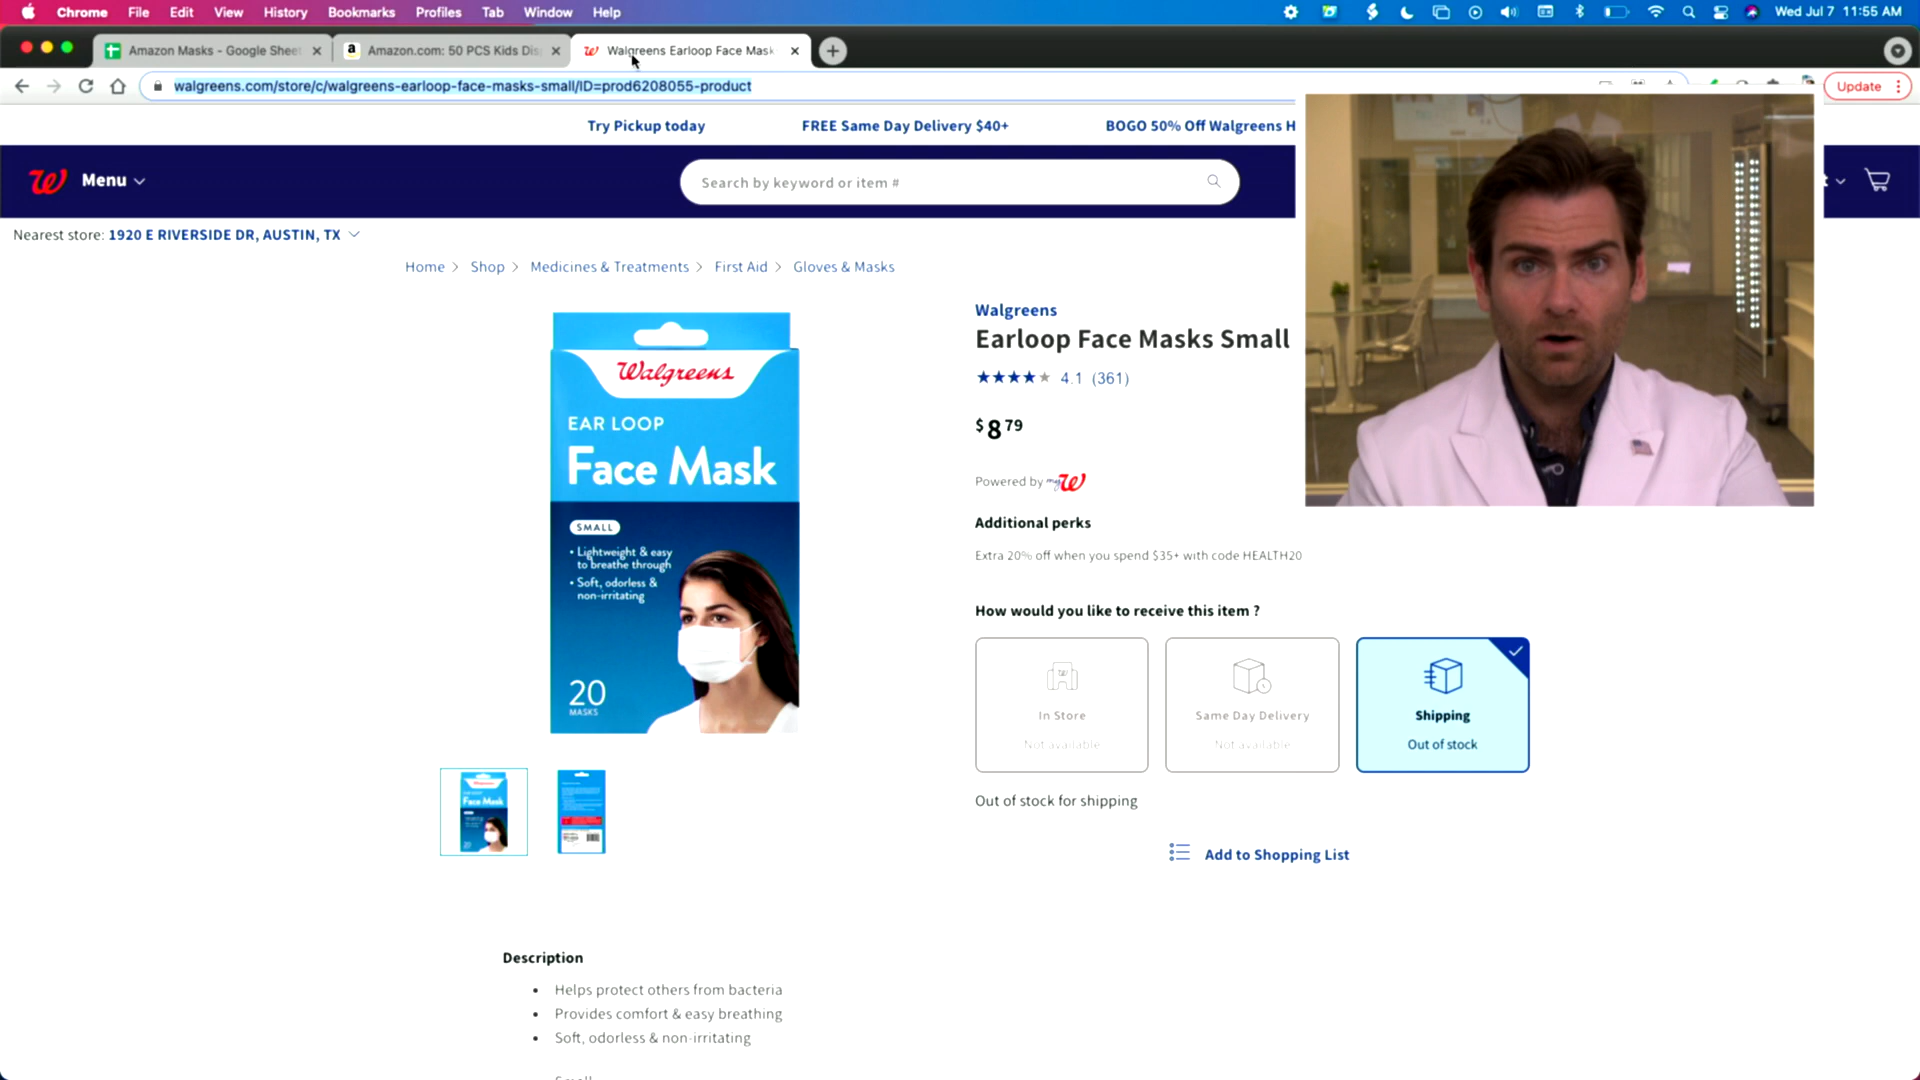 Chrome File Edit View History Bookmarks Profiles Tab Window Help Wed Jul 7 11:55 AM
Amazon Masks - Google Sheet Amazon.com: 50 PCS Kids Dis Walgreens Earloop Face Mask
walgreens.com/store/c/walgreens-earloop-face-masks-small/ID=prod6208055-product Update
Try Pickup today FREE Same Day Delivery $40+ BOGO 50% Off Walgreens H
Menu Search by keyword or item #
Nearest store: 1920 E RIVERSIDE DR, AUSTIN, TX
Home > Shop > Medicines & Treatments > First Aid > Gloves & Masks
Walgreens
EAR LOOP
Face Mask
SMALL
• Lightweight & easy
to breathe through
• Soft, odorless &
non-irritating
20
MASKS
Walgreens
Earloop Face Masks Small
4.1 (361)
$8 79
Powered by myW
Additional perks
Extra 20% off when you spend $35+ with code HEALTH20
How would you like to receive this item ?
In Store
Not available
Same Day Delivery
Not available
Shipping
Out of stock
Out of stock for shipping
Add to Shopping List
Description
• Helps protect others from bacteria
• Provides comfort & easy breathing
• Soft, odorless & non-irritating